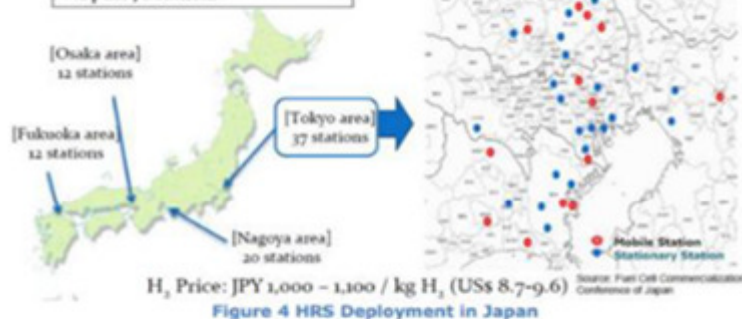 [Osaka area]
12 stations
[Fukuoka area]
12 stations
[Tokyo area]
37 stations
[Nagoya area]
20 stations
Mobile Station
Stationary Station
H₂ Price: JPY 1,000 – 1,100 / kg H₂ (US$ 8.7-9.6)
Source: Fuel Cell Commercialization
Conference of Japan
Figure 4 HRS Deployment in Japan